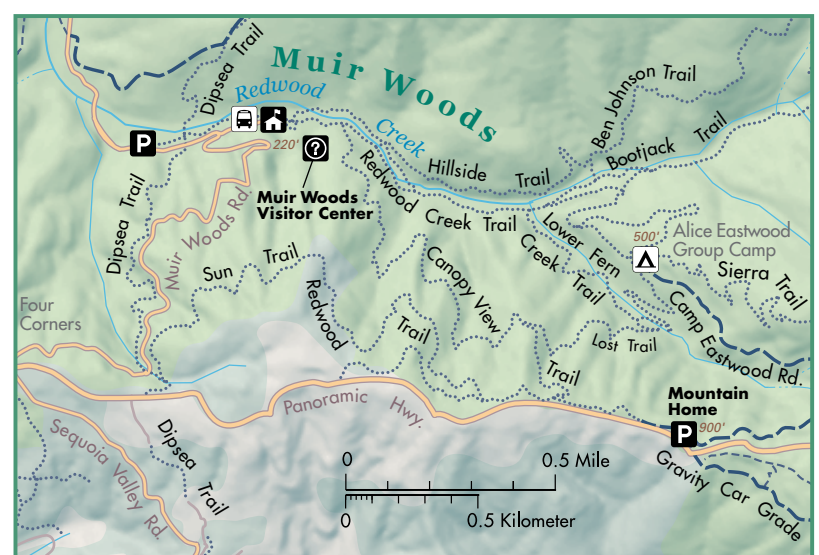 Dipsea Trail
Muir Woods
Redwood
Creek
Ben Johnson Trail
P
220'
?
Hillside Trail
Bootjack Trail
Muir Woods
Visitor Center
Redwood Creek Trail
Dipsea Trail
Muir Woods Rd.
Lower Fern
Creek Trail
500'
Alice Eastwood
Group Camp
Sierra Trail
Sun Trail
Canopy View
Trail
Redwood
Trail
Four
Corners
Camp Eastwood Rd.
Lost Trail
Panoramic Hwy.
Mountain
Home
P
900'
Sequoia Valley Rd.
Dipsea Trail
Gravity Car Grade
0 0.5 Mile
0 0.5 Kilometer